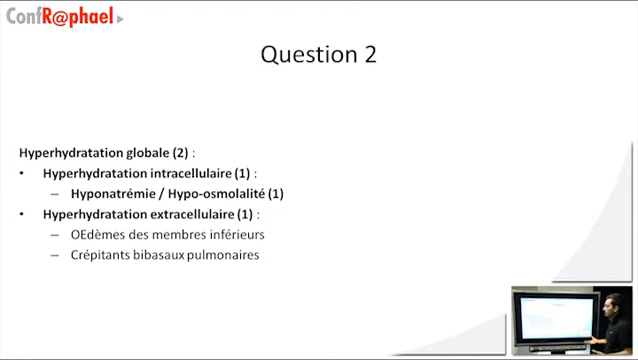 ConfR@phael
Question 2
Hyperhydratation globale (2) :
• Hyperhydratation intracellulaire (1) :
– Hyponatrémie / Hypo-osmolalité (1)
• Hyperhydratation extracellulaire (1) :
– OEdèmes des membres inférieurs
– Crépitants bibasaux pulmonaires